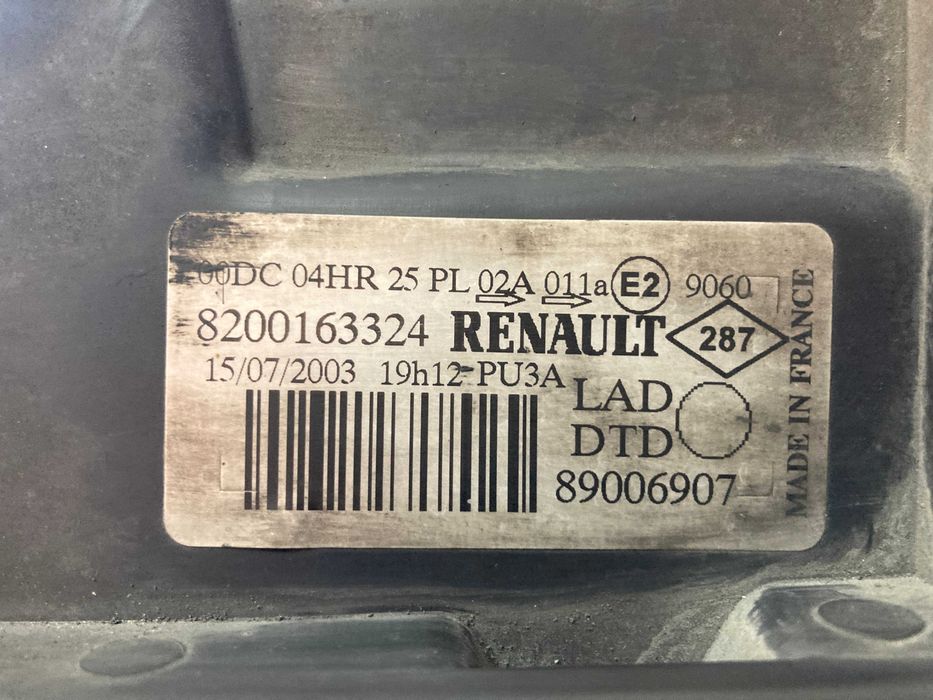 00DC 04HR 25 PL 02A 011a E2 9060
8200163324 RENAULT 287
15/07/2003 19h12 PU3A
LAD
DTD
89006907
MADE IN FRANCE